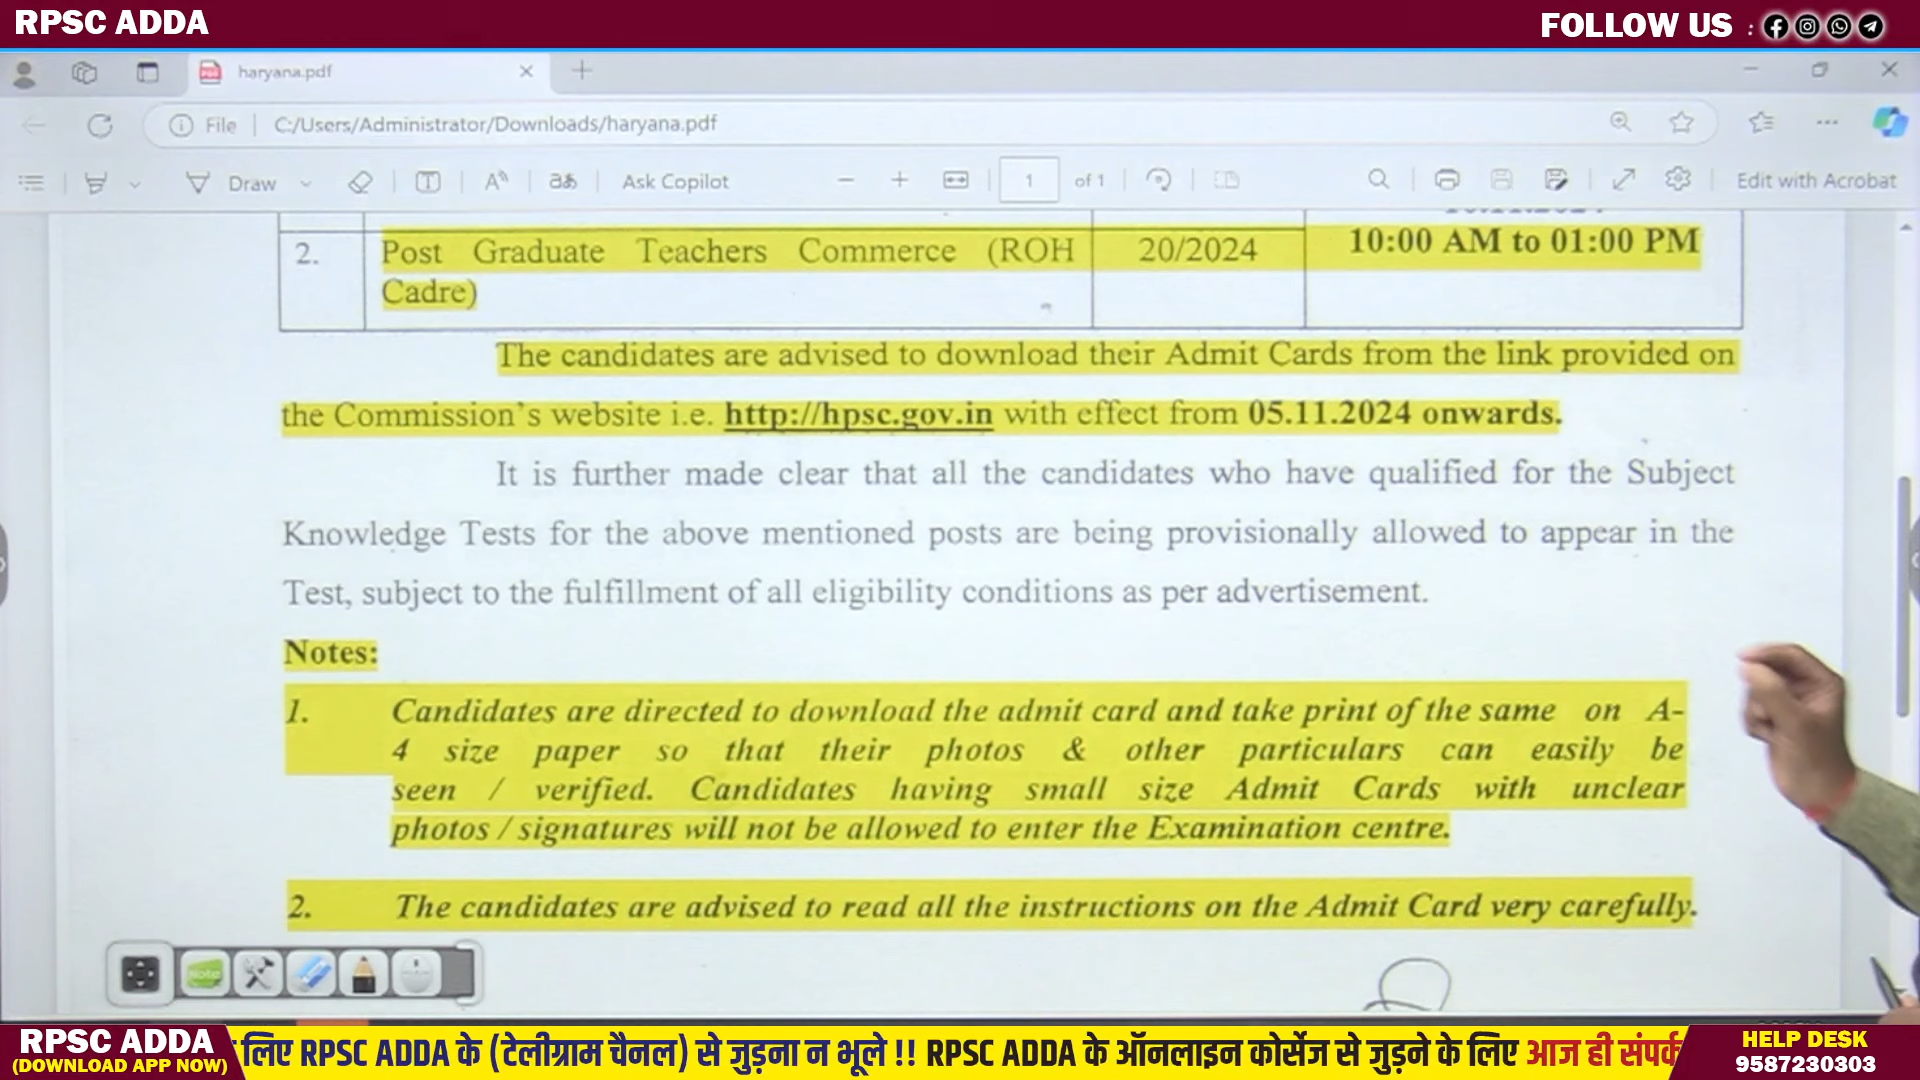 RPSC ADDA
FOLLOW US :
haryana.pdf
File C:/Users/Administrator/Downloads/haryana.pdf
Draw Ask Copilot 1 of 1 Edit with Acrobat
2. Post Graduate Teachers Commerce (ROH 20/2024 10:00 AM to 01:00 PM
Cadre)
The candidates are advised to download their Admit Cards from the link provided on
the Commission's website i.e. http://hpsc.gov.in with effect from 05.11.2024 onwards.
It is further made clear that all the candidates who have qualified for the Subject
Knowledge Tests for the above mentioned posts are being provisionally allowed to appear in the
Test, subject to the fulfillment of all eligibility conditions as per advertisement.
Notes:
1. Candidates are directed to download the admit card and take print of the same on A-
4 size paper so that their photos & other particulars can easily be
seen / verified. Candidates having small size Admit Cards with unclear
photos / signatures will not be allowed to enter the Examination centre.
2. The candidates are advised to read all the instructions on the Admit Card very carefully.
Note
RPSC ADDA
(DOWNLOAD APP NOW)
लिए RPSC ADDA के (टेलीग्राम चैनल) से जुड़ना न भूले !! RPSC ADDA के ऑनलाइन कोर्सेज से जुड़ने के लिए आज ही संपर्क
HELP DESK
9587230303